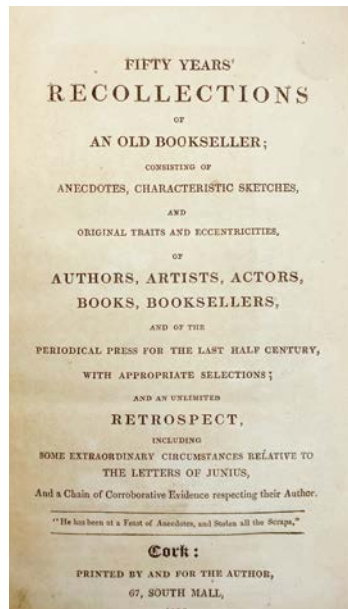 FIFTY YEARS'
RECOLLECTIONS
OF
AN OLD BOOKSELLER;
CONSISTING OF
ANECDOTES, CHARACTERISTIC SKETCHES,
AND
ORIGINAL TRAITS AND ECCENTRICITIES,
OF
AUTHORS, ARTISTS, ACTORS,
BOOKS, BOOKSELLERS,
AND OF THE
PERIODICAL PRESS FOR THE LAST HALF CENTURY,
WITH APPROPRIATE SELECTIONS;
AND AN UNLIMITED
RETROSPECT,
INCLUDING
SOME EXTRAORDINARY CIRCUMSTANCES RELATIVE TO
THE LETTERS OF JUNIUS,
And a Chain of Corroborative Evidence respecting their Author.
"He has been at a Feast of Anecdotes, and Stolen all the Scraps,"
Cork:
PRINTED BY AND FOR THE AUTHOR,
67, SOUTH MALL,